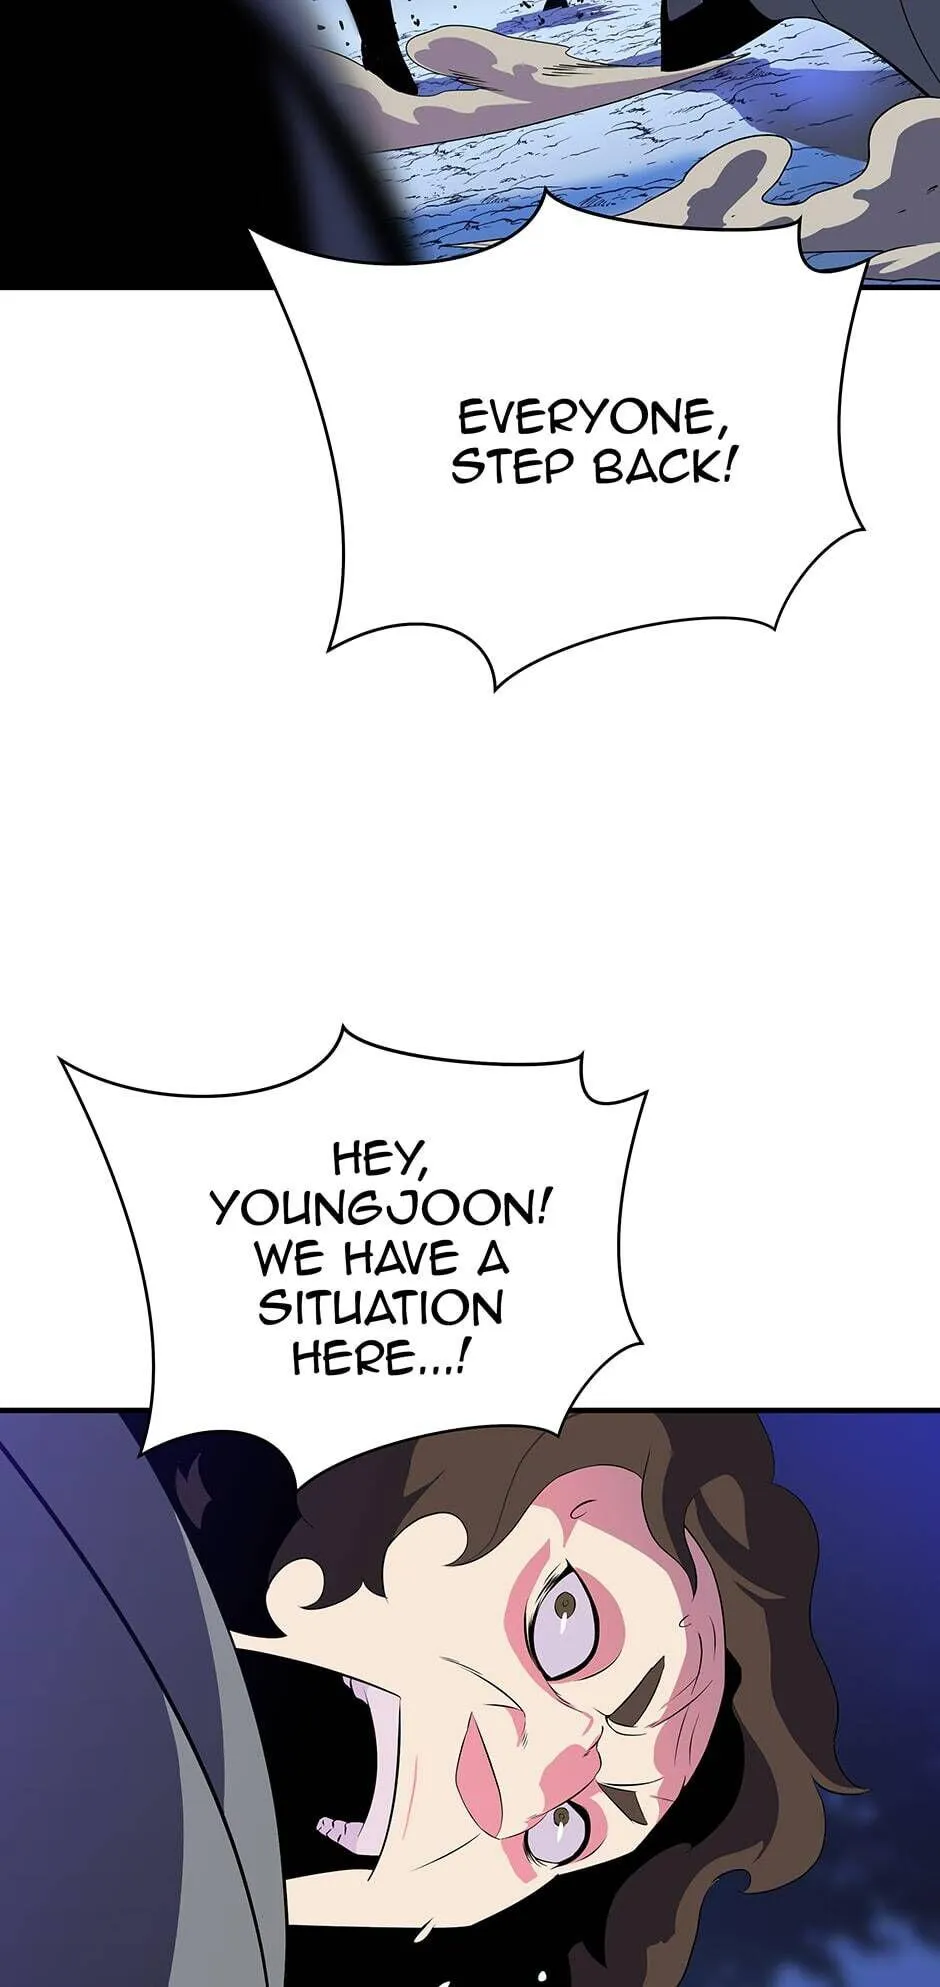 EVERYONE,
STEP BACK!
HEY,
YOUNGJOON!
WE HAVE A
SITUATION
HERE...!